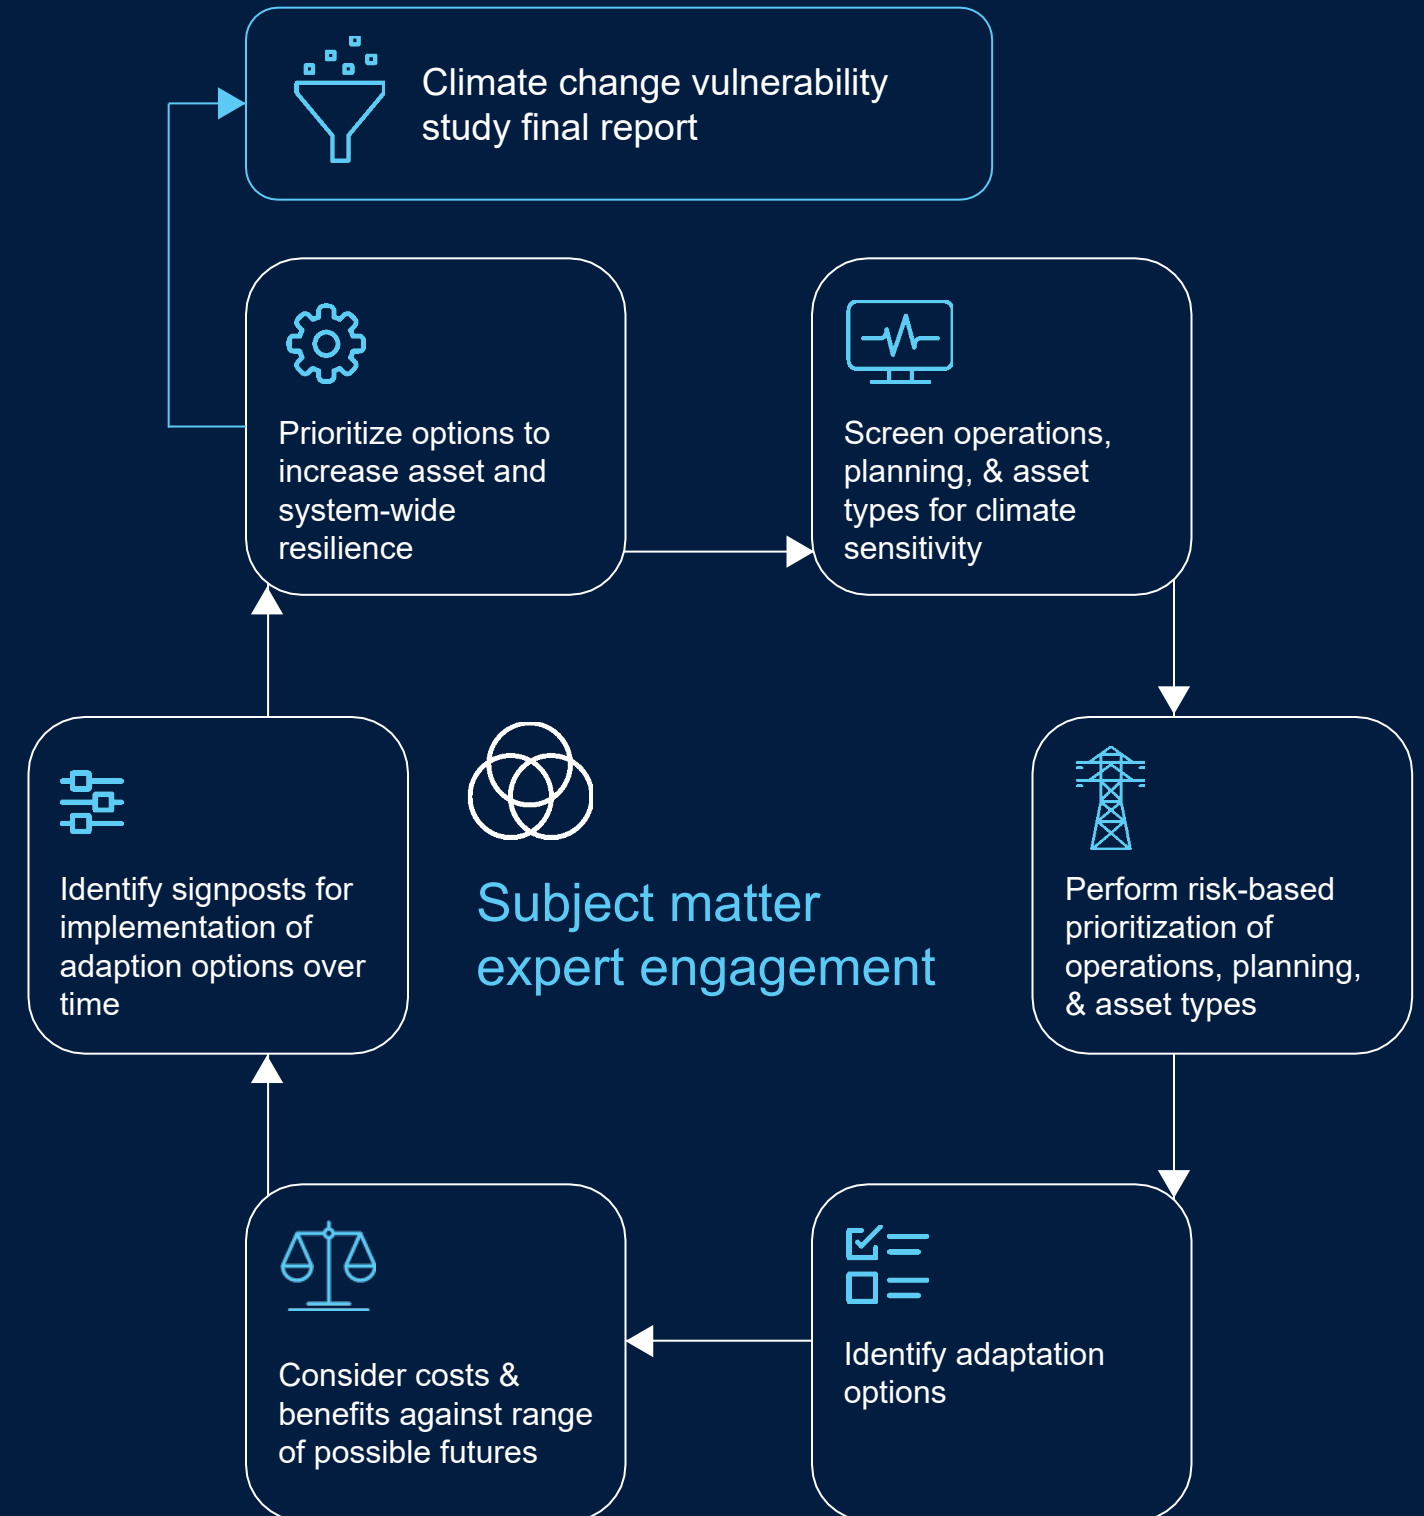 Climate change vulnerability
study final report
Prioritize options to
increase asset and
system-wide
resilience
Screen operations,
planning, & asset
types for climate
sensitivity
Identify signposts for
implementation of
adaption options over
time
Subject matter
expert engagement
Perform risk-based
prioritization of
operations, planning,
& asset types
Consider costs &
benefits against range
of possible futures
Identify adaptation
options